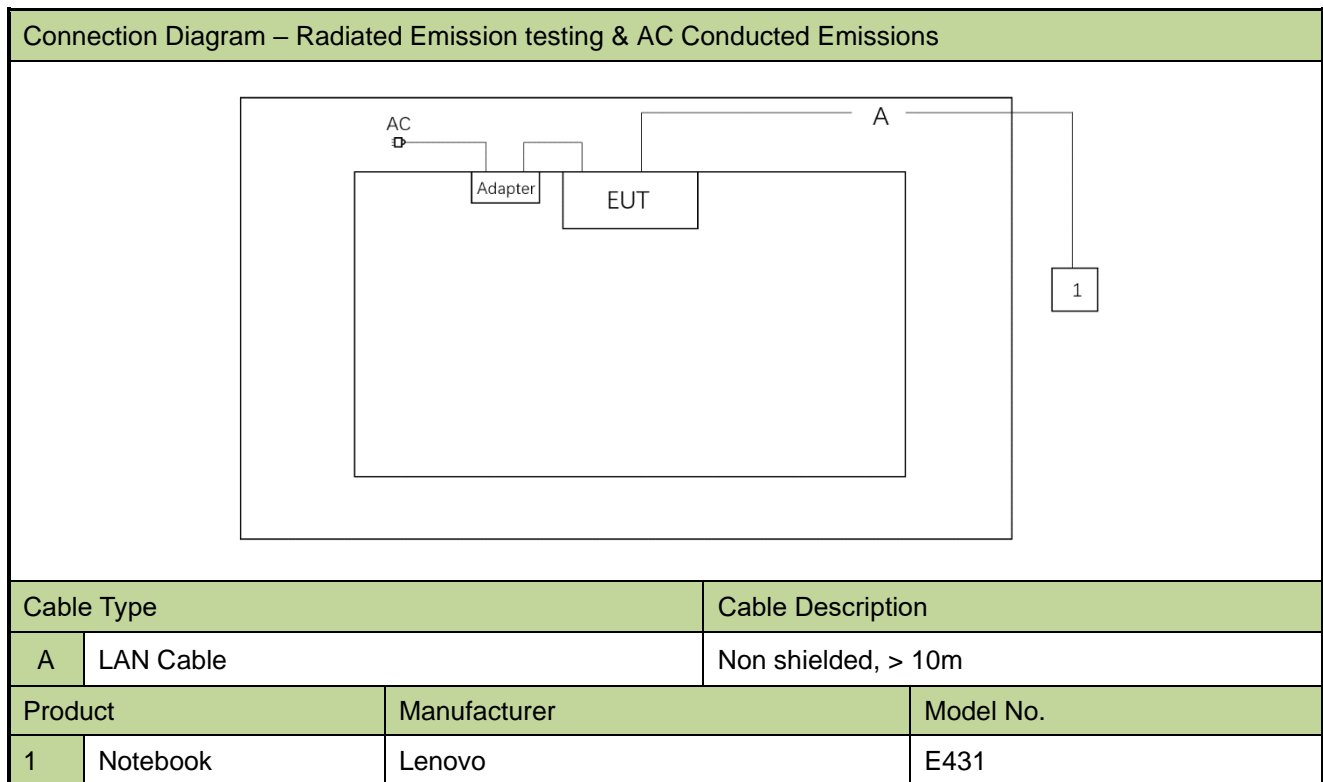 Connection Diagram – Radiated Emission testing & AC Conducted Emissions
AC
A
Adapter
EUT
1
Cable Type Cable Description
A LAN Cable Non shielded, > 10m
Product Manufacturer Model No.
1 Notebook Lenovo E431